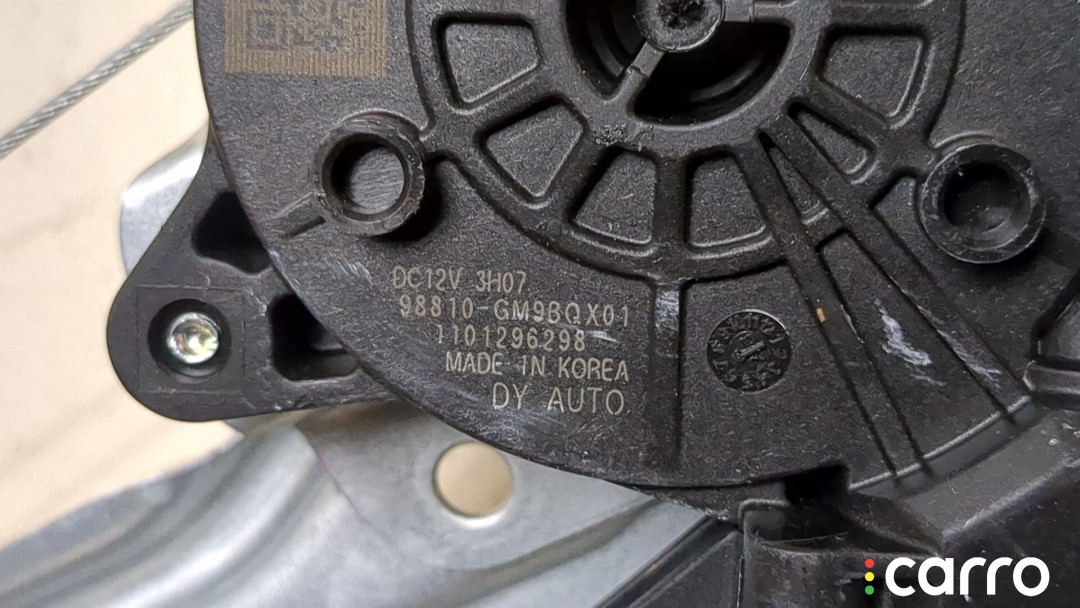 DC12V 3H07
98810-GM9BQX01
1101296298
MADE IN KOREA
DY AUTO
carro